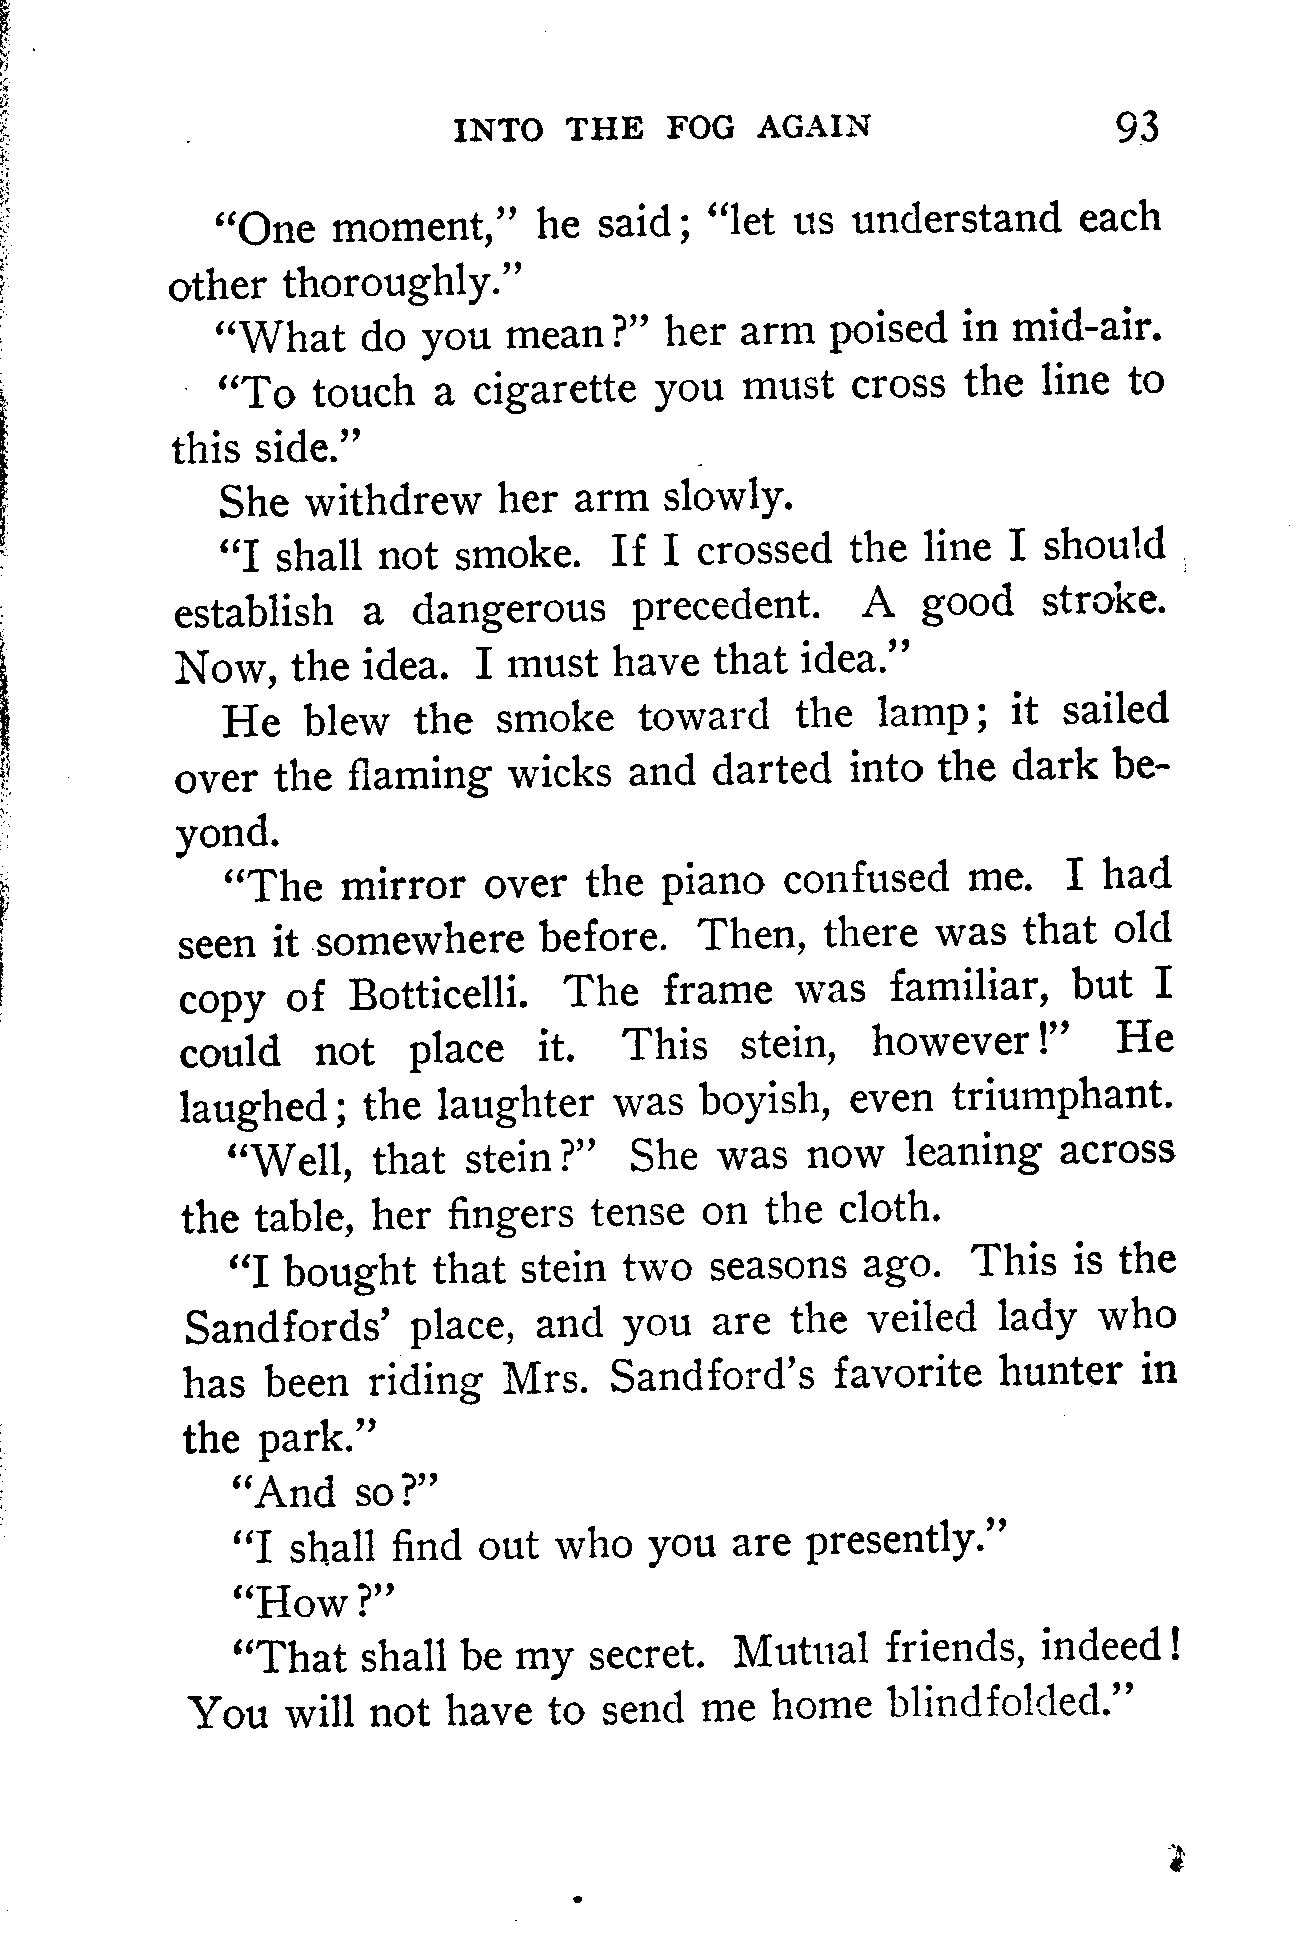 INTO THE FOG AGAIN 93
"One moment," he said; "let us understand each
other thoroughly."
"What do you mean?" her arm poised in mid-air.
"To touch a cigarette you must cross the line to
this side."
She withdrew her arm slowly.
"I shall not smoke. If I crossed the line I should
establish a dangerous precedent. A good stroke.
Now, the idea. I must have that idea."
He blew the smoke toward the lamp; it sailed
over the flaming wicks and darted into the dark be-
yond.
"The mirror over the piano confused me. I had
seen it somewhere before. Then, there was that old
copy of Botticelli. The frame was familiar, but I
could not place it. This stein, however!" He
laughed; the laughter was boyish, even triumphant.
"Well, that stein?" She was now leaning across
the table, her fingers tense on the cloth.
"I bought that stein two seasons ago. This is the
Sandfords' place, and you are the veiled lady who
has been riding Mrs. Sandford's favorite hunter in
the park."
"And so?"
"I shall find out who you are presently."
"How?"
"That shall be my secret. Mutual friends, indeed!
You will not have to send me home blindfolded."